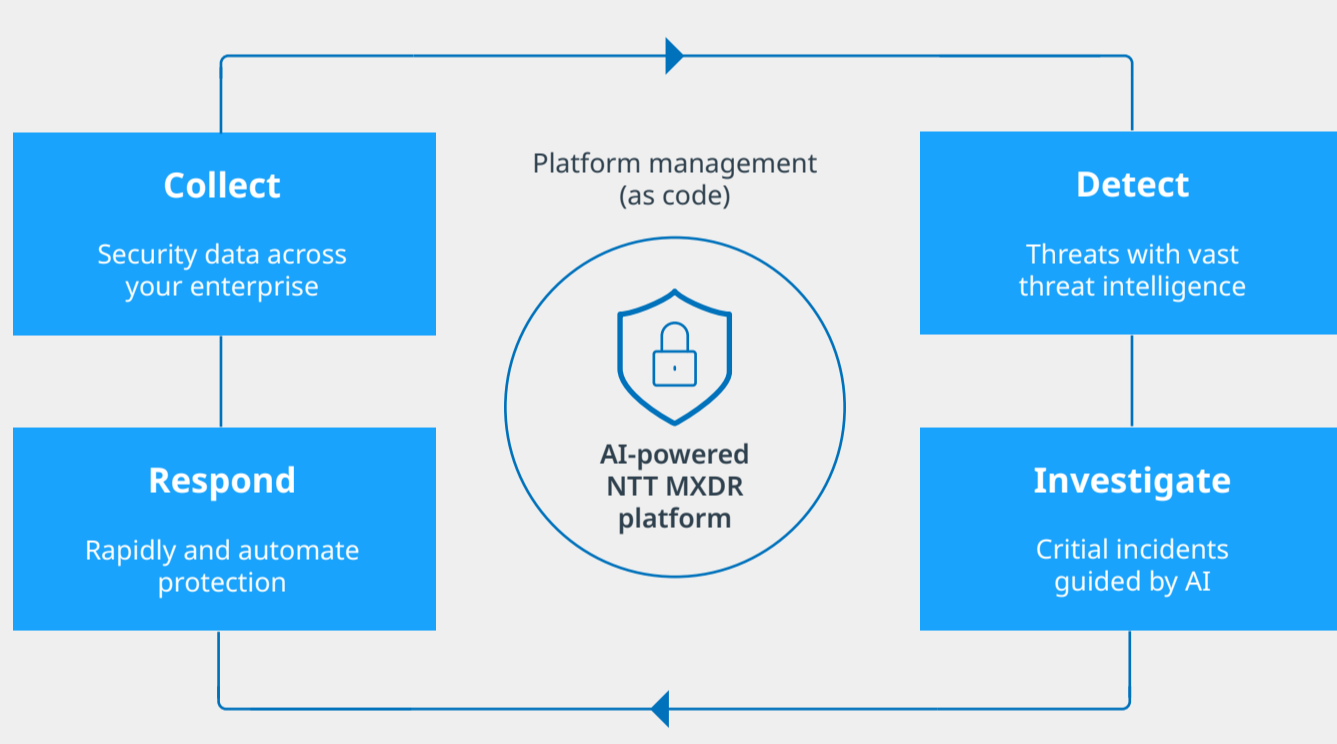 Collect
Security data across
your enterprise
Platform management
(as code)
Detect
Threats with vast
threat intelligence
AI-powered
NTT MXDR
platform
Respond
Rapidly and automate
protection
Investigate
Critial incidents
guided by AI